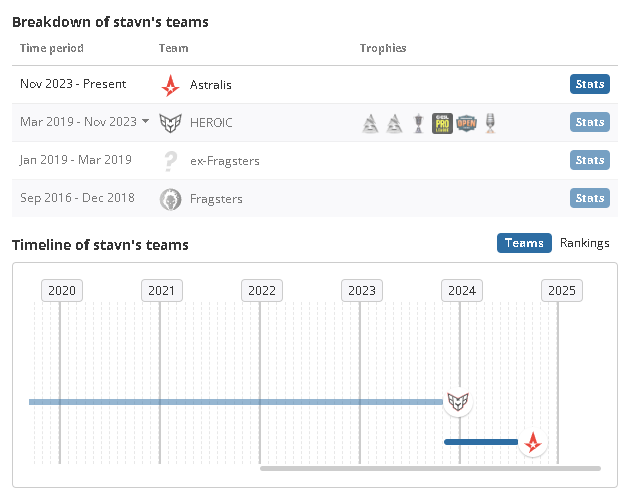 Breakdown of stavn's teams
Time period Team Trophies
Nov 2023 - Present Astralis Stats
Mar 2019 - Nov 2023 HEROIC Stats
Jan 2019 - Mar 2019 ? ex-Fragsters Stats
Sep 2016 - Dec 2018 Fragsters Stats
Timeline of stavn's teams Teams Rankings
2020 2021 2022 2023 2024 2025